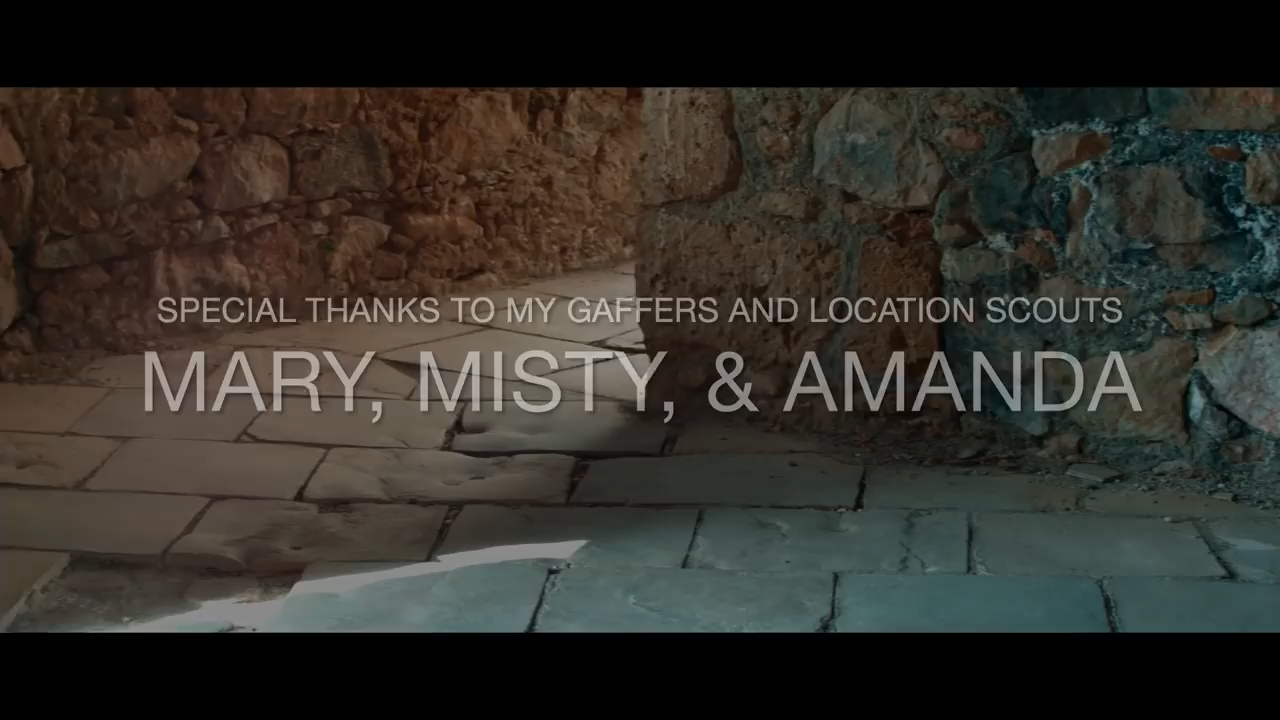 SPECIAL THANKS TO MY GAFFERS AND LOCATION SCOUTS
MARY, MISTY, & AMANDA